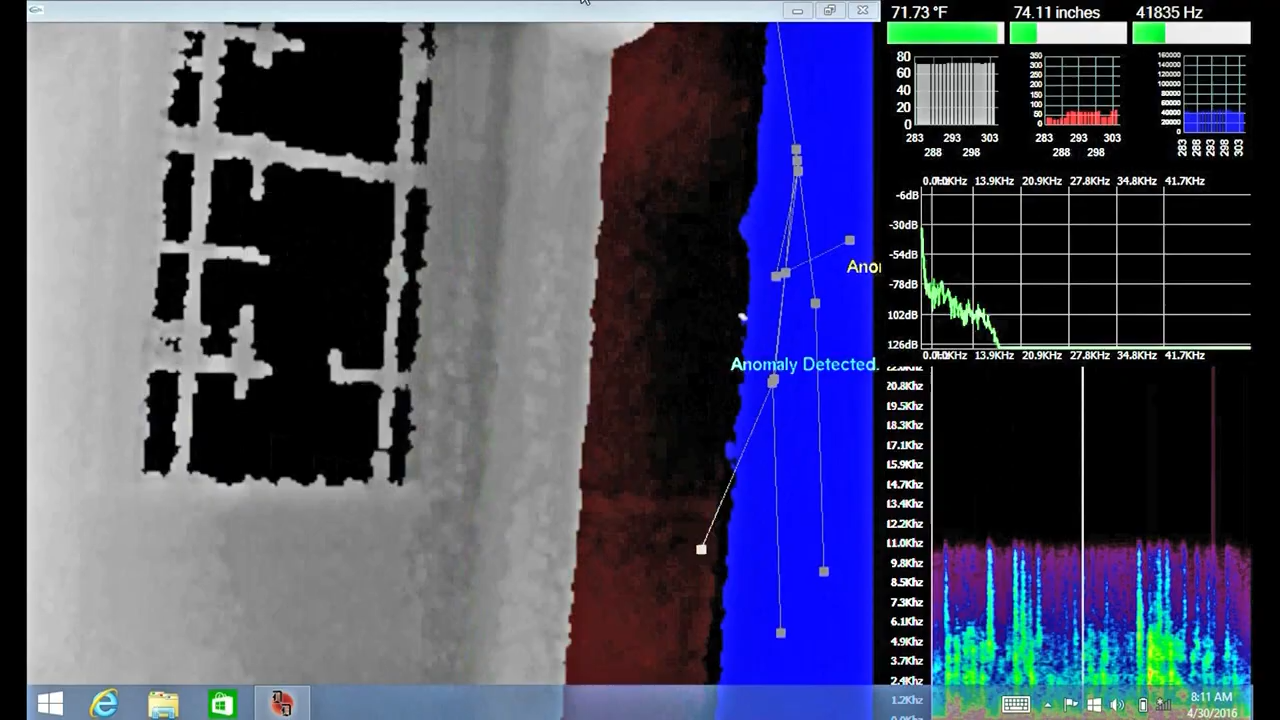 71.73 °F
74.11 inches
41835 Hz
80
60
40
20
0
283 293 303
288 298
350
300
250
200
150
100
50
0
283 293 303
288 298
160000
140000
120000
100000
80000
60000
40000
20000
0
283
288
293
298
303
13.9KHz 20.9KHz 27.8KHz 34.8KHz 41.7KHz
-6dB
-30dB
-54dB
-78dB
102dB
126dB
13.9KHz 20.9KHz 27.8KHz 34.8KHz 41.7KHz
Anor
Anomaly Detected.
20.8Khz
19.5Khz
18.3Khz
17.1Khz
15.9Khz
14.7Khz
13.4Khz
12.2Khz
11.0Khz
9.8Khz
8.5Khz
7.3Khz
6.1Khz
4.9Khz
3.7Khz
2.4Khz
1.2Khz
8:11 AM
4/30/2016